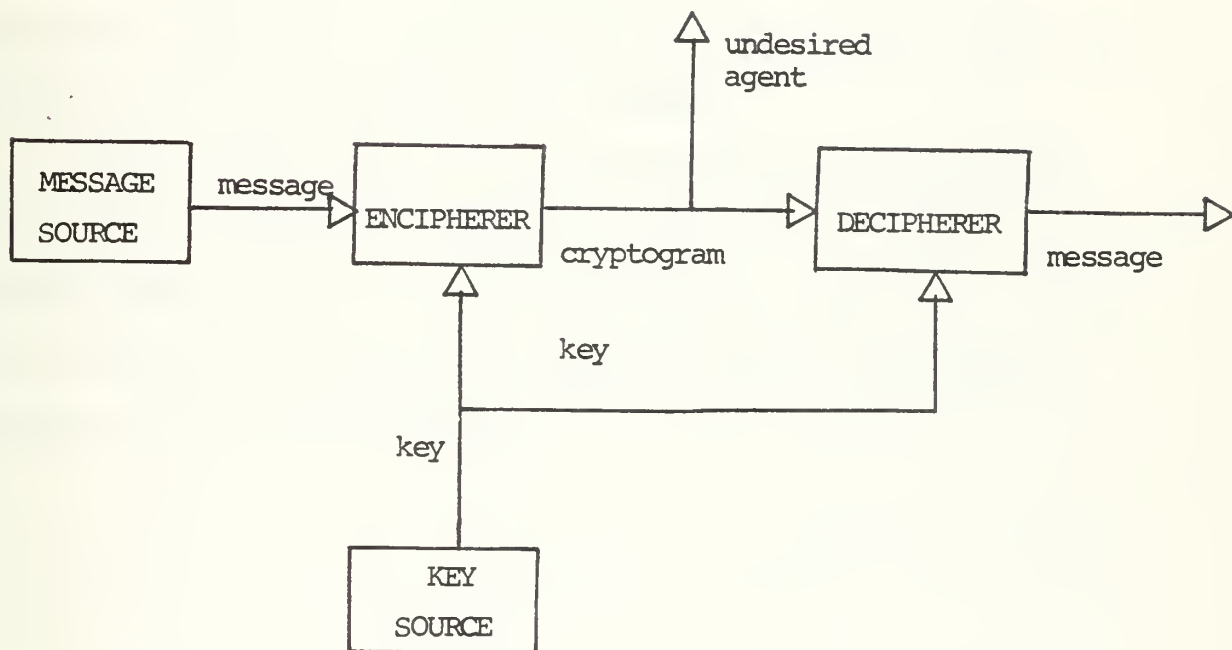 undesired
agent
MESSAGE
SOURCE
message
ENCIPHERER
cryptogram
DECIPHERER
message
key
key
KEY
SOURCE